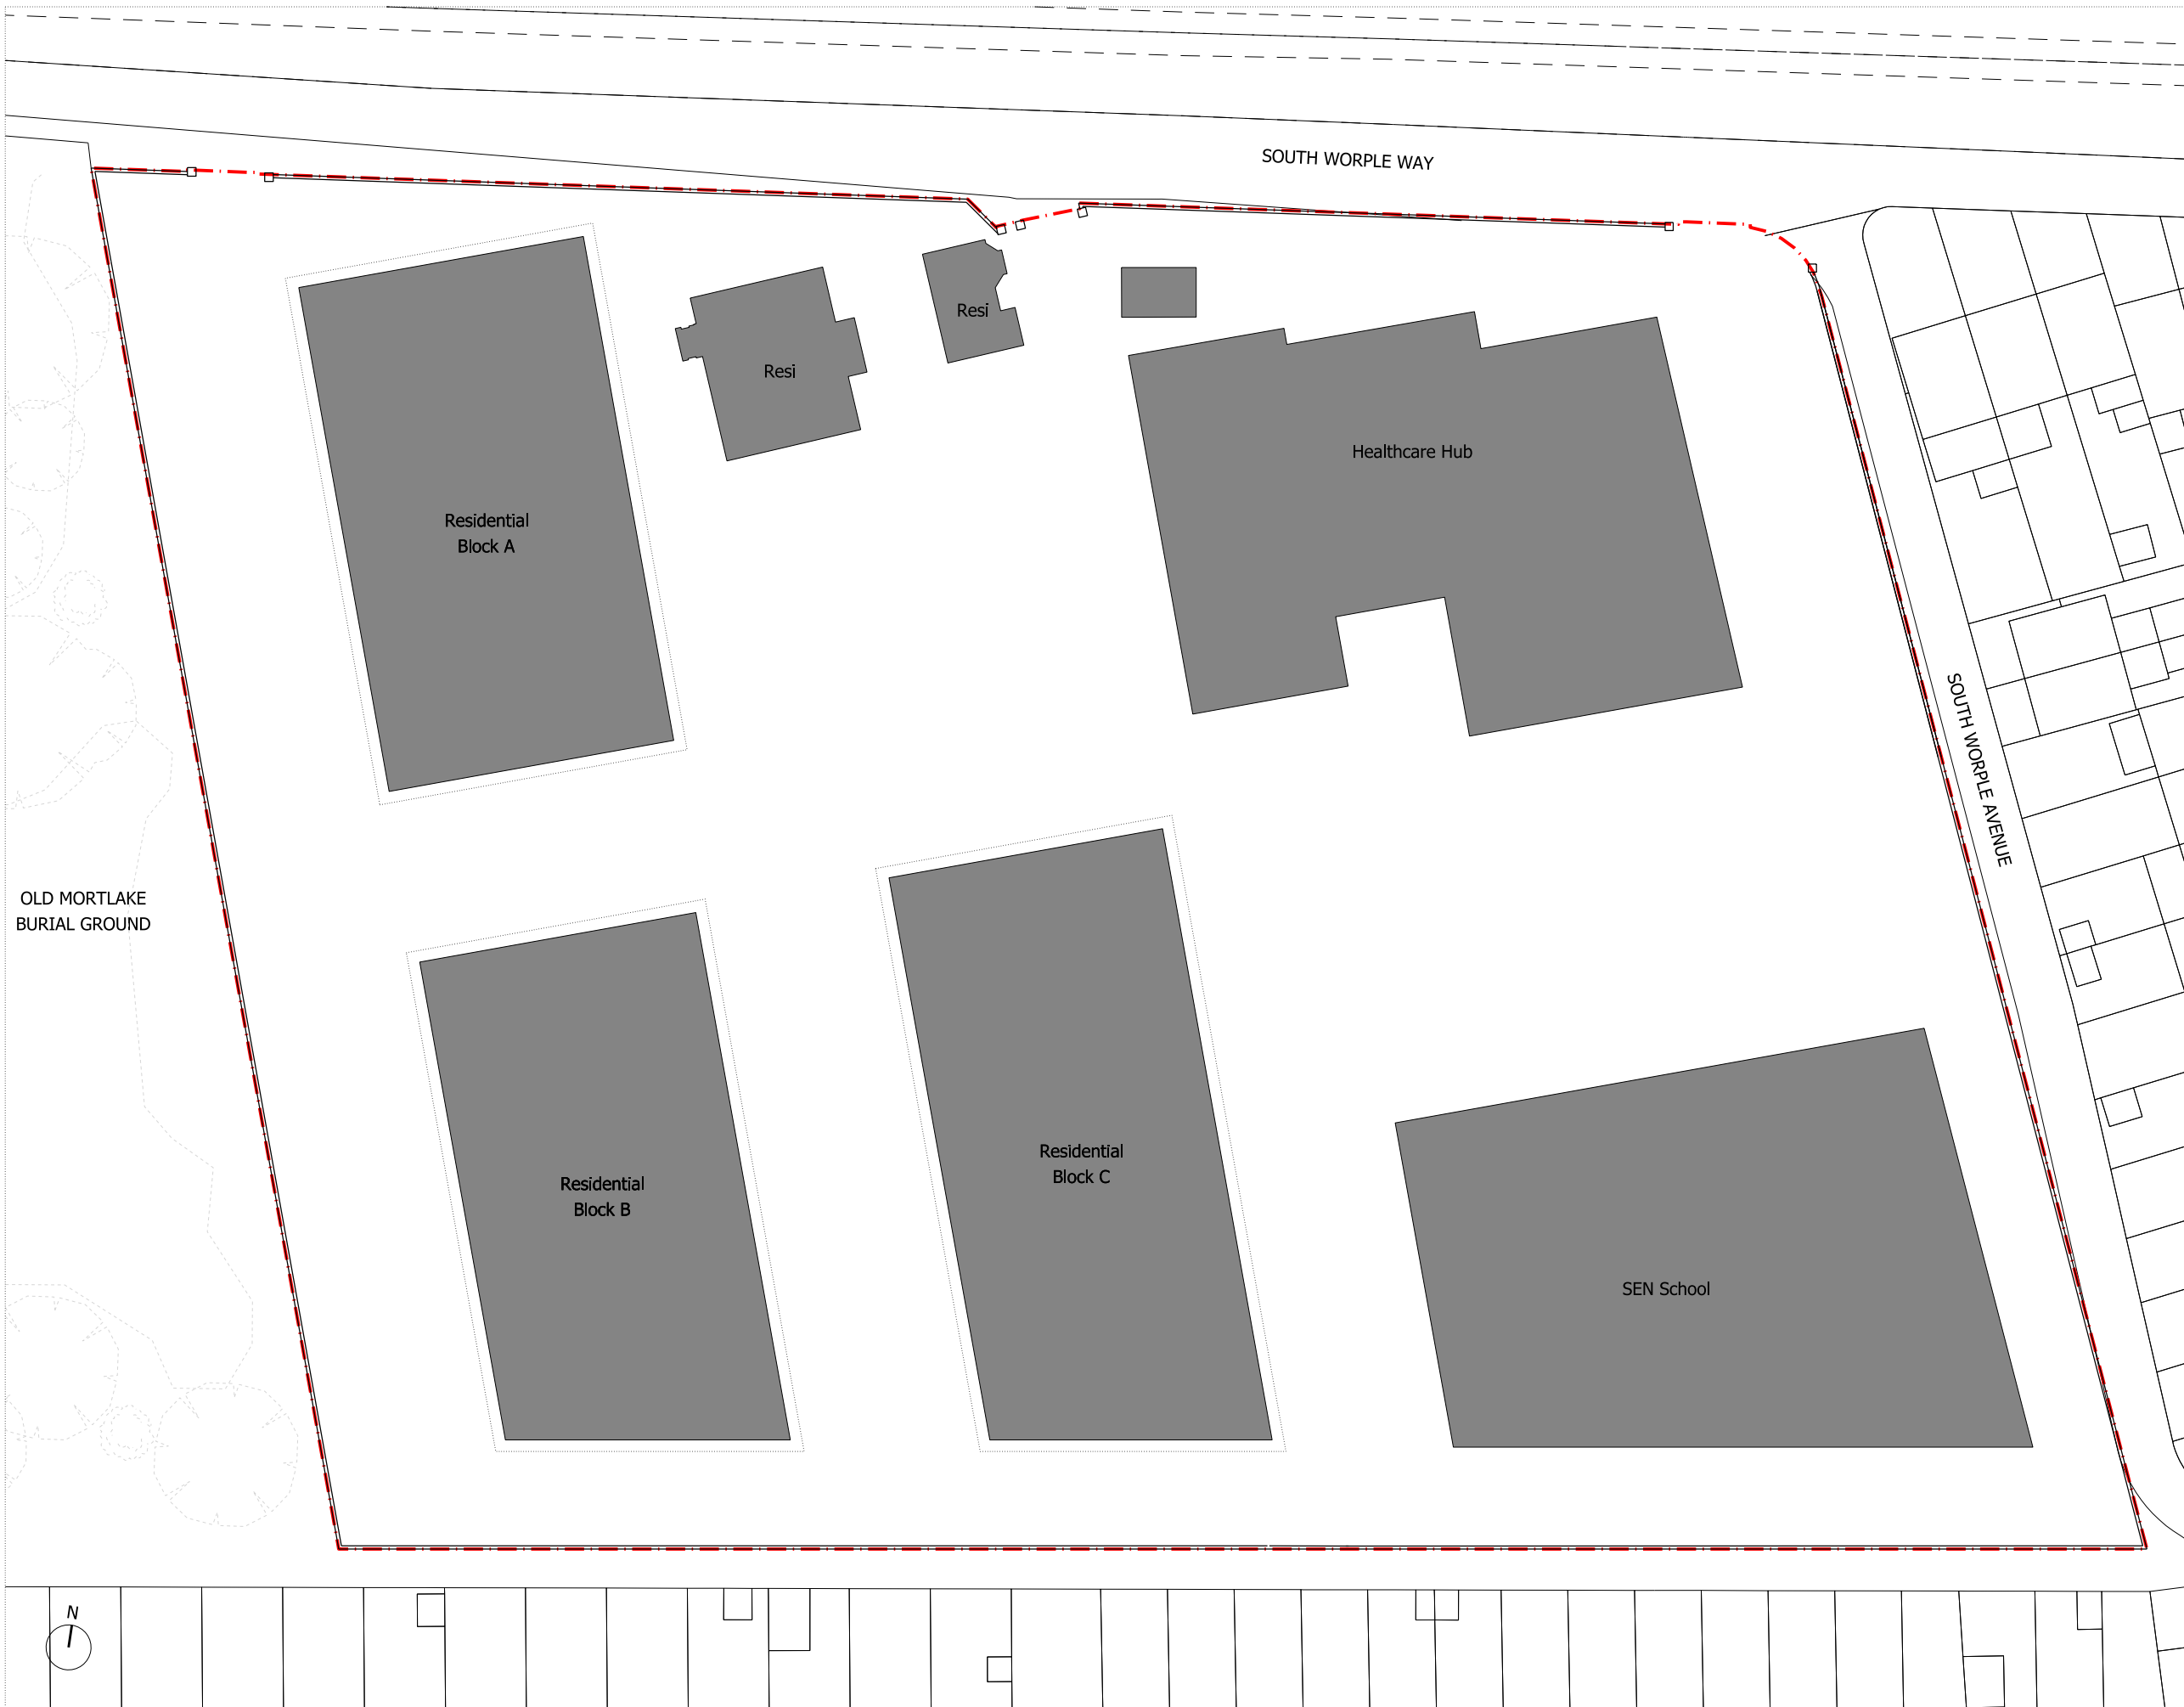 SOUTH WORPLE WAY
Resi
Resi
Healthcare Hub
Residential
Block A
SOUTH WORPLE AVENUE
OLD MORTLAKE
BURIAL GROUND
Residential
Block C
Residential
Block B
SEN School
N